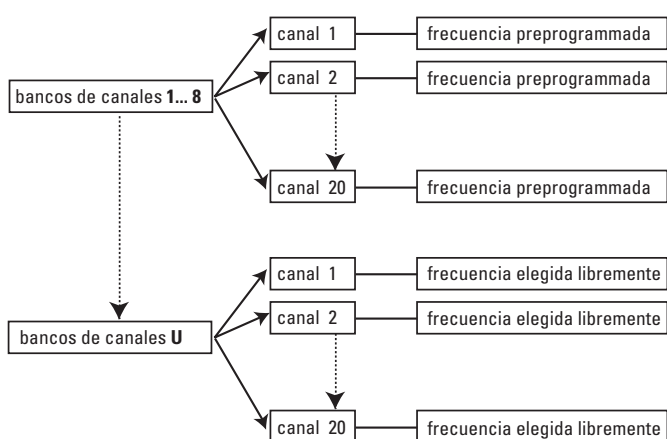 canal 1 frecuencia preprogrammada
canal 2 frecuencia preprogrammada
bancos de canales 1... 8
canal 20 frecuencia preprogrammada
canal 1 frecuencia elegida libremente
canal 2 frecuencia elegida libremente
bancos de canales U
canal 20 frecuencia elegida libremente